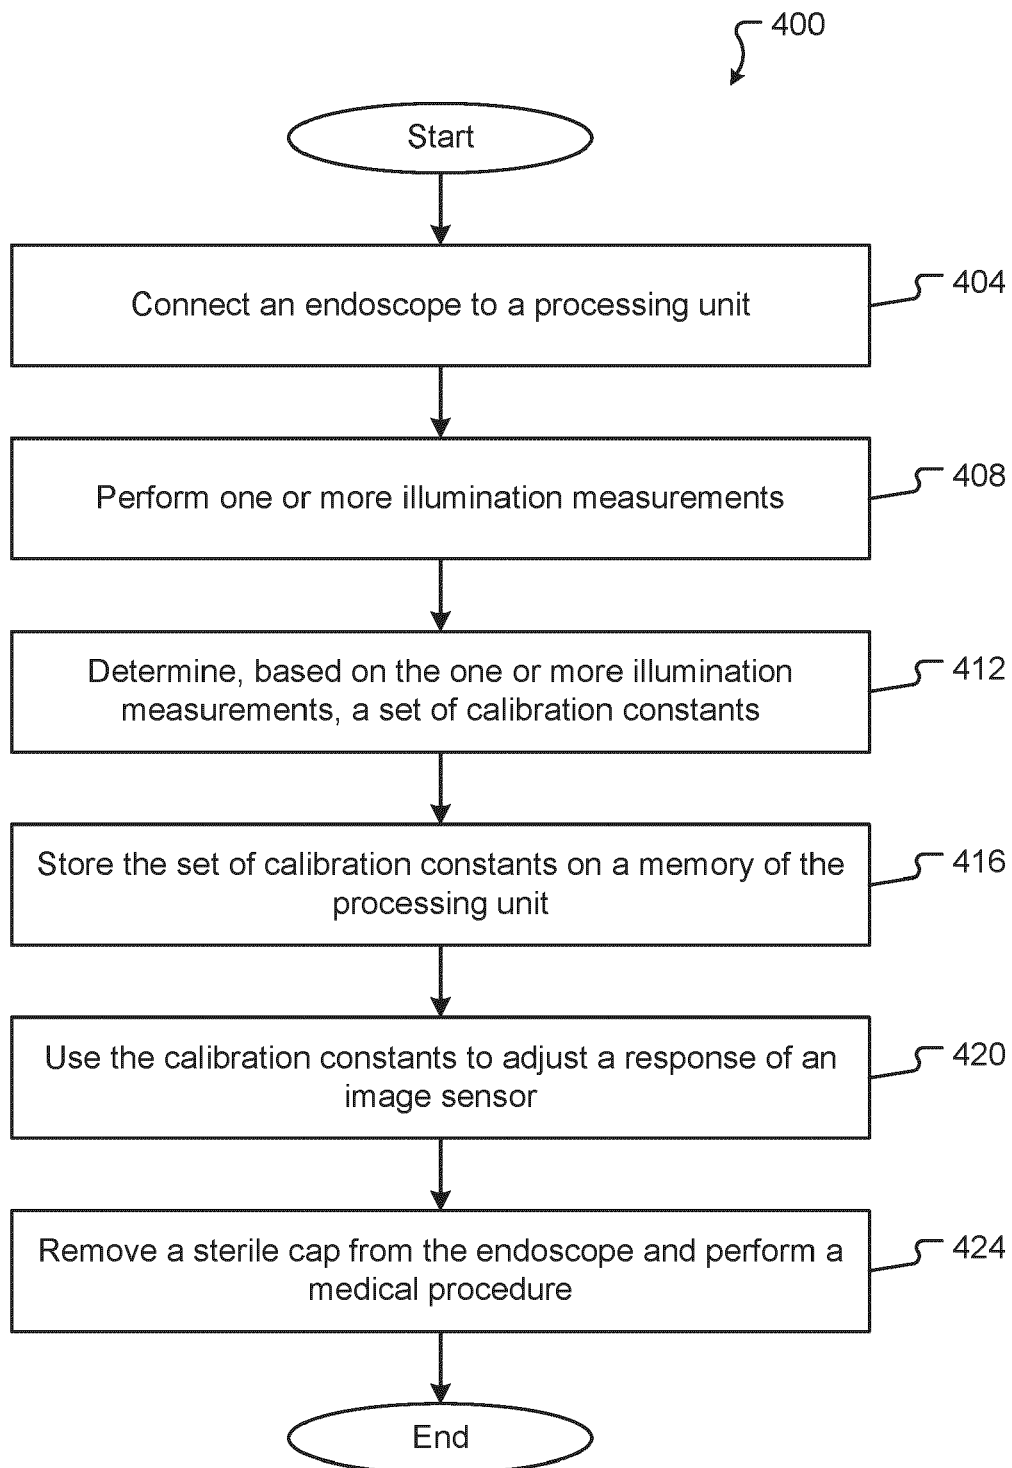 400
Start
Connect an endoscope to a processing unit
404
Perform one or more illumination measurements
408
Determine, based on the one or more illumination
measurements, a set of calibration constants
412
Store the set of calibration constants on a memory of the
processing unit
416
Use the calibration constants to adjust a response of an
image sensor
420
Remove a sterile cap from the endoscope and perform a
medical procedure
424
End